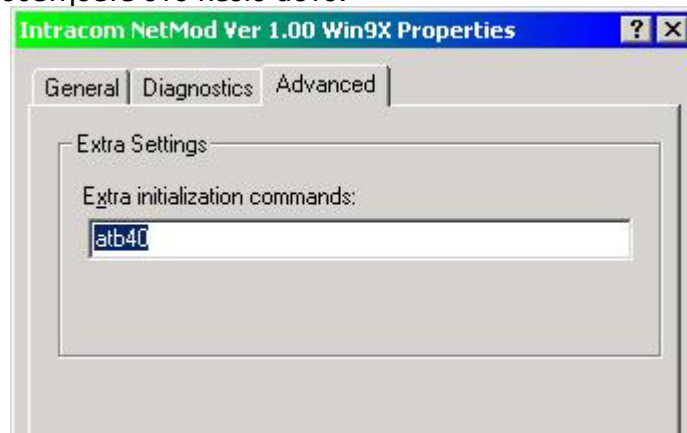 Intracom NetMod Ver 1.00 Win9X Properties
General Diagnostics Advanced
Extra Settings
Extra initialization commands:
atb40